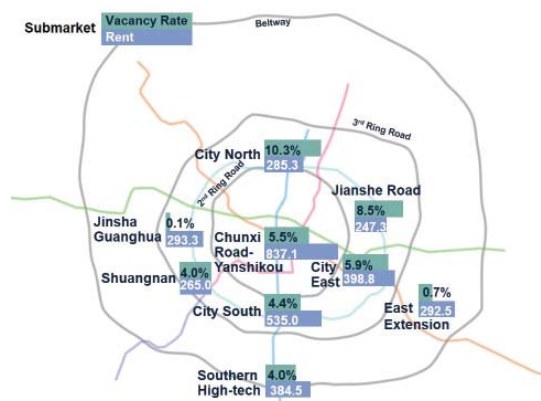 Submarket
Vacancy Rate
Rent
Beltway
3rd Ring Road
2nd Ring Road
City North
10.3%
285.3
Jianshe Road
8.5%
247.3
Jinsha
Guanghua
0.1%
293.3
Chunxi
Road-
Yanshikou
5.5%
837.1
Shuangnan
4.0%
265.0
City
East
5.9%
398.8
City South
4.4%
535.0
East
Extension
0.7%
292.5
Southern
High-tech
4.0%
384.5